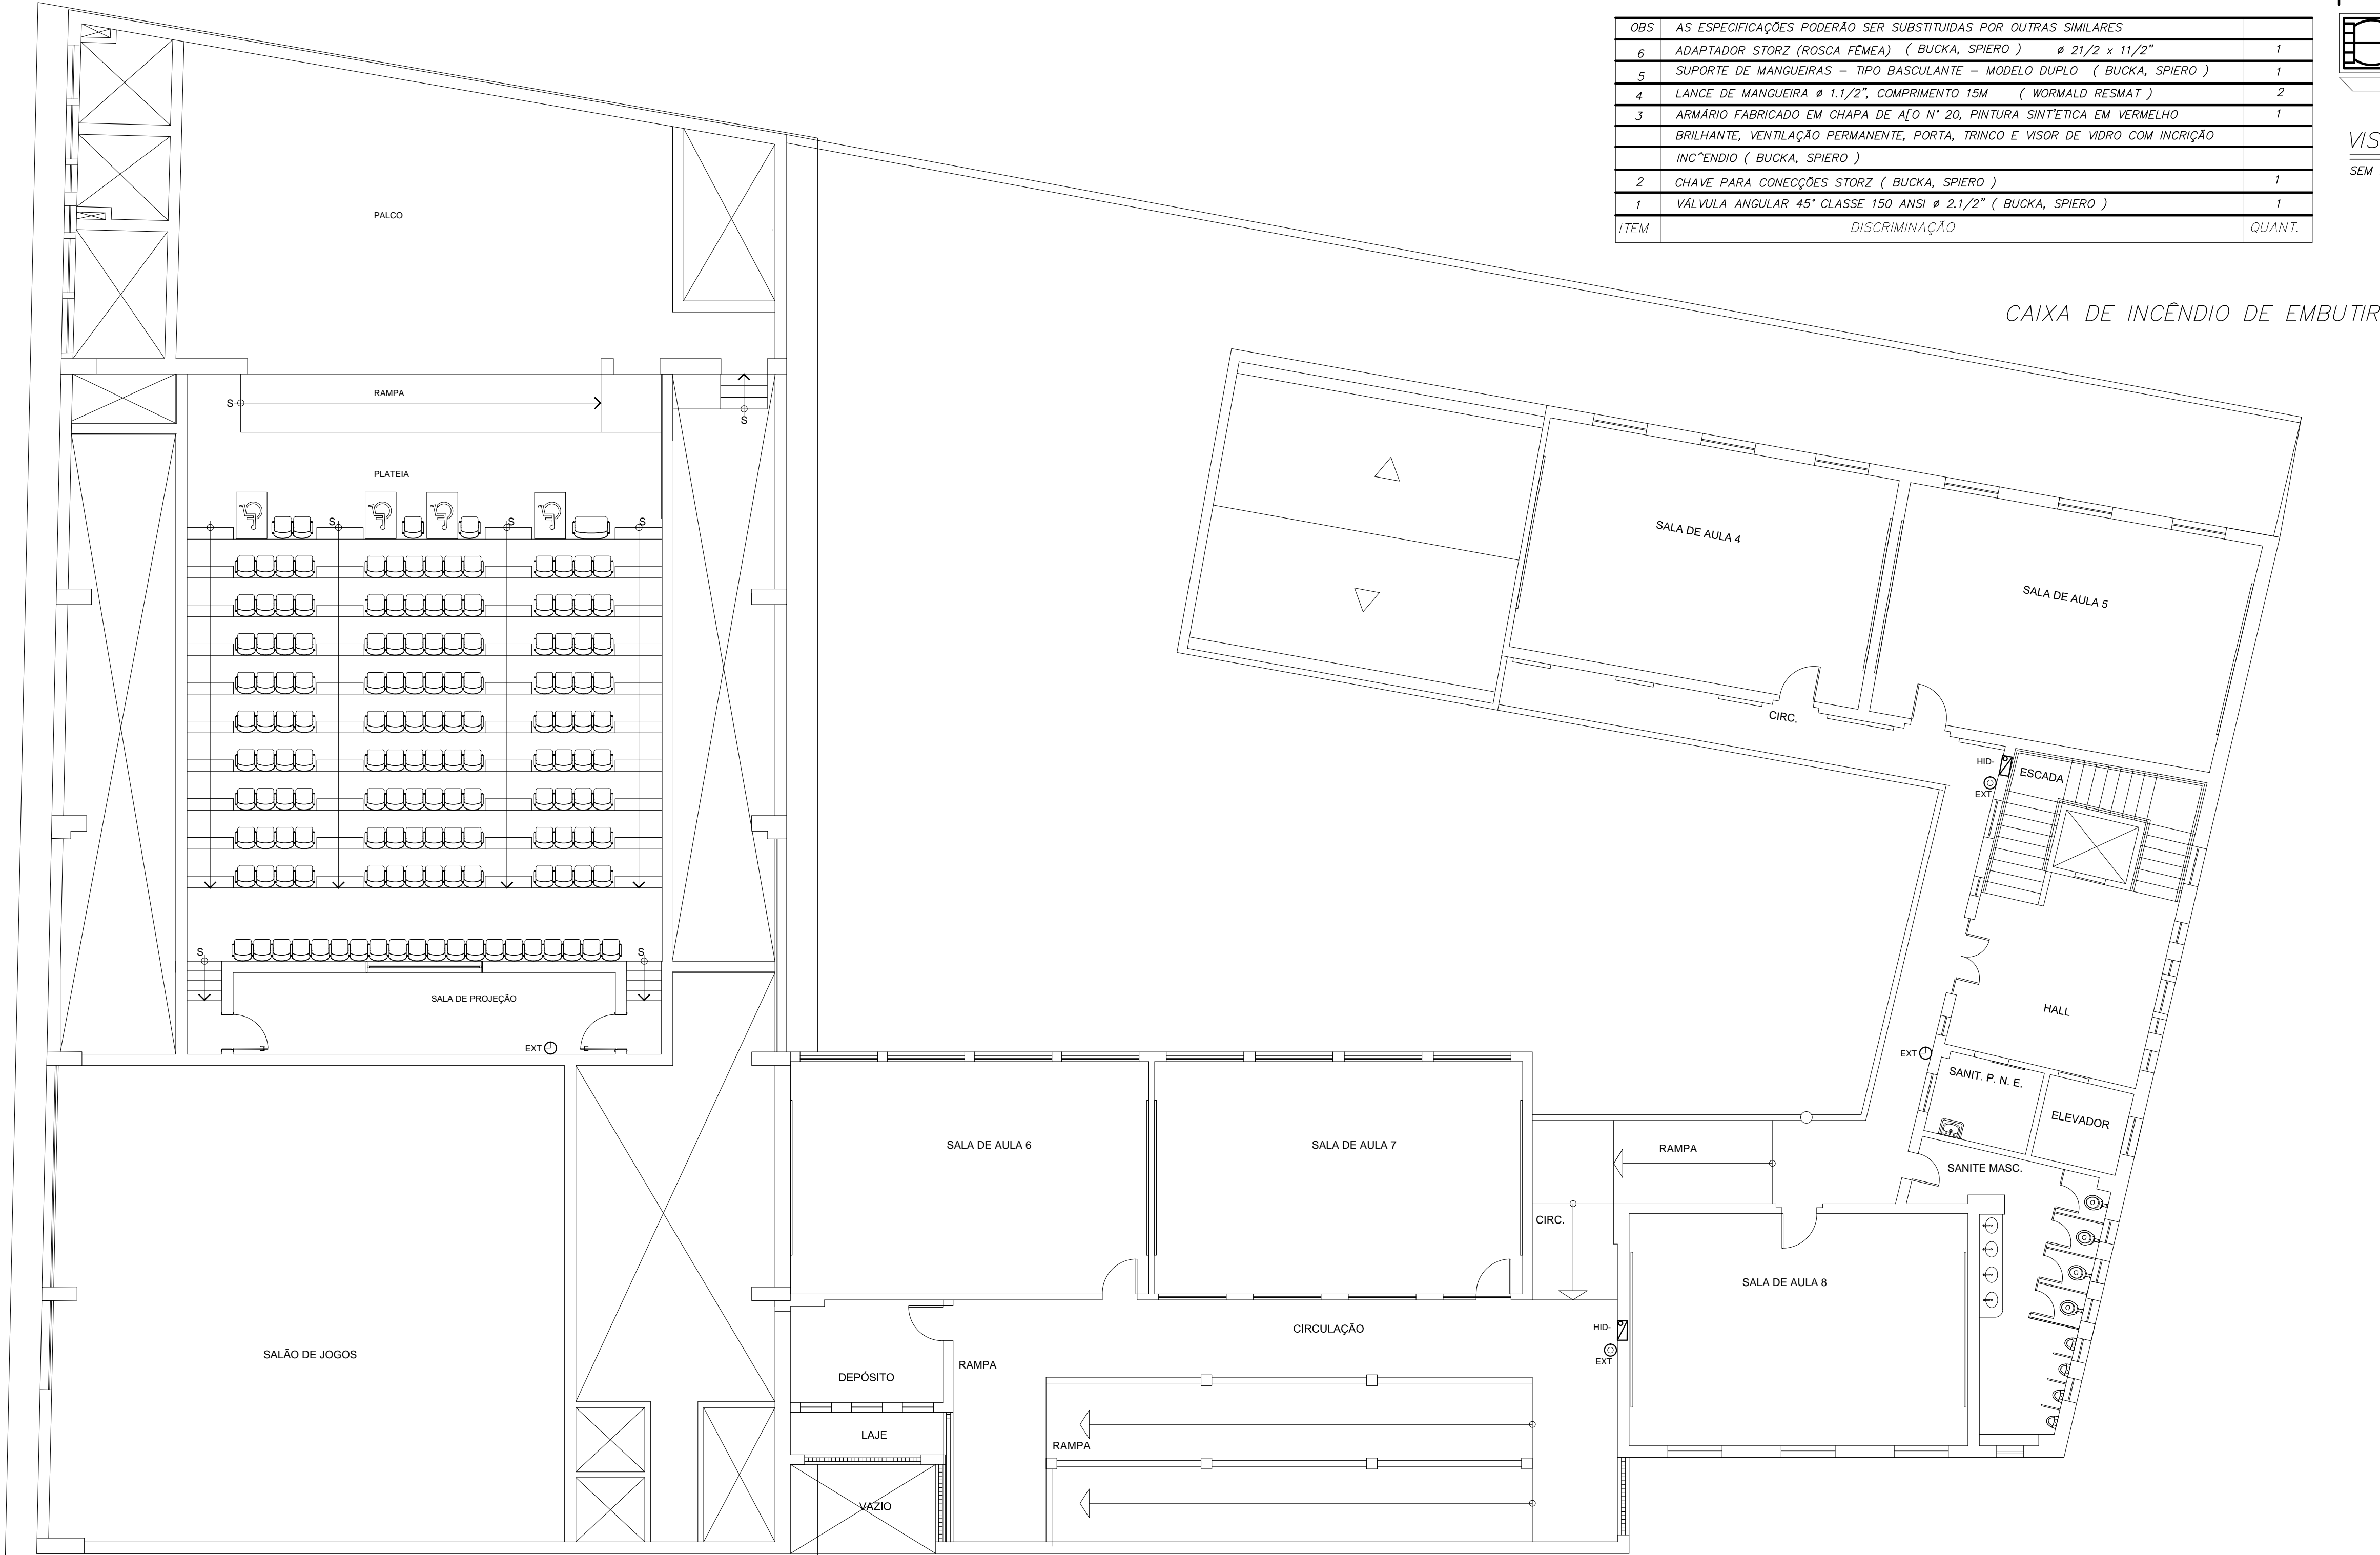 OBS AS ESPECIFICAÇÕES PODERÃO SER SUBSTITUIDAS POR OUTRAS SIMILARES
6 ADAPTADOR STORZ (ROSCA FÊMEA) ( BUCKA, SPIERO ) ø 21/2 x 11/2" 1
5 SUPORTE DE MANGUEIRAS – TIPO BASCULANTE – MODELO DUPLO ( BUCKA, SPIERO ) 1
4 LANCE DE MANGUEIRA ø 1.1/2", COMPRIMENTO 15M ( WORMALD RESMAT ) 2
3 ARMÁRIO FABRICADO EM CHAPA DE A[O N° 20, PINTURA SINT'ETICA EM VERMELHO 1
BRILHANTE, VENTILAÇÃO PERMANENTE, PORTA, TRINCO E VISOR DE VIDRO COM INCRIÇÃO
INC^ENDIO ( BUCKA, SPIERO )
2 CHAVE PARA CONECÇÕES STORZ ( BUCKA, SPIERO ) 1
1 VÁLVULA ANGULAR 45° CLASSE 150 ANSI ø 2.1/2" ( BUCKA, SPIERO ) 1
ITEM DISCRIMINAÇÃO QUANT.
VIS
SEM
CAIXA DE INCÊNDIO DE EMBUTIR
PALCO
RAMPA
S
S
PLATEIA
S
S
S
S
S
SALA DE PROJEÇÃO
EXT
SALA DE AULA 4
SALA DE AULA 5
CIRC.
HID-
EXT
ESCADA
HALL
EXT
SANIT. P. N. E.
ELEVADOR
SANITE MASC.
SALA DE AULA 6
SALA DE AULA 7
RAMPA
CIRC.
SALA DE AULA 8
HID-
EXT
CIRCULAÇÃO
SALÃO DE JOGOS
DEPÓSITO
RAMPA
LAJE
RAMPA
VAZIO